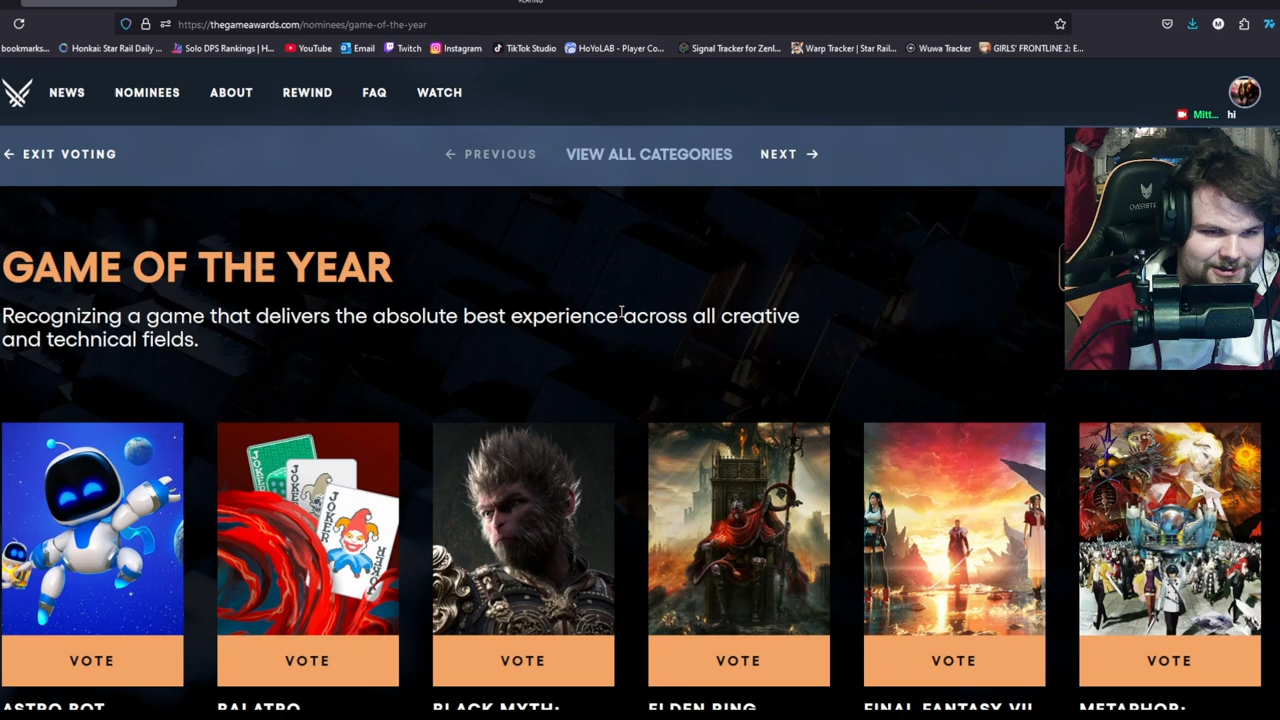 https://thegameawards.com/nominees/game-of-the-year
bookmarks... Honkai: Star Rail Daily ... Solo DPS Rankings | H... YouTube Email Twitch Instagram TikTok Studio HoYoLAB - Player Co... Signal Tracker for Zenl... Warp Tracker | Star Rail... Wuwa Tracker GIRLS' FRONTLINE 2: E...
NEWS NOMINEES ABOUT REWIND FAQ WATCH
Mitt... hi
← EXIT VOTING ← PREVIOUS VIEW ALL CATEGORIES NEXT →
GAME OF THE YEAR
Recognizing a game that delivers the absolute best experience across all creative
and technical fields.
JOKER JOKER JOKER JOKER
VOTE VOTE VOTE VOTE VOTE VOTE
ASTRO BOT BALATRO BLACK MYTH: ELDEN RING FINAL FANTASY VII METAPHOR: